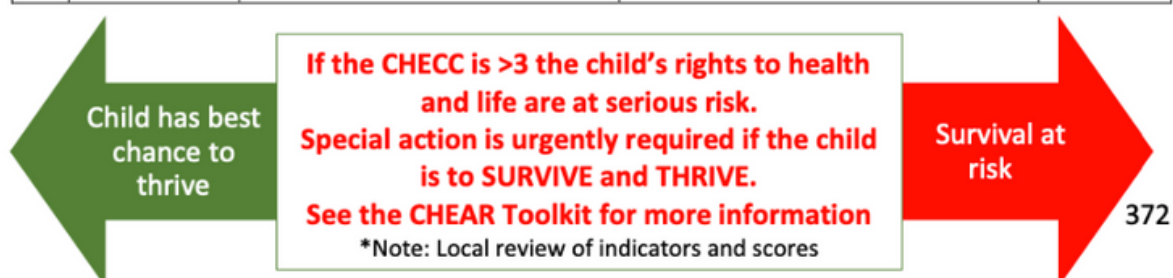 Child has best
chance to
thrive
If the CHECC is >3 the child's rights to health
and life are at serious risk.
Special action is urgently required if the child
is to SURVIVE and THRIVE.
See the CHEAR Toolkit for more information
*Note: Local review of indicators and scores
Survival at
risk
372